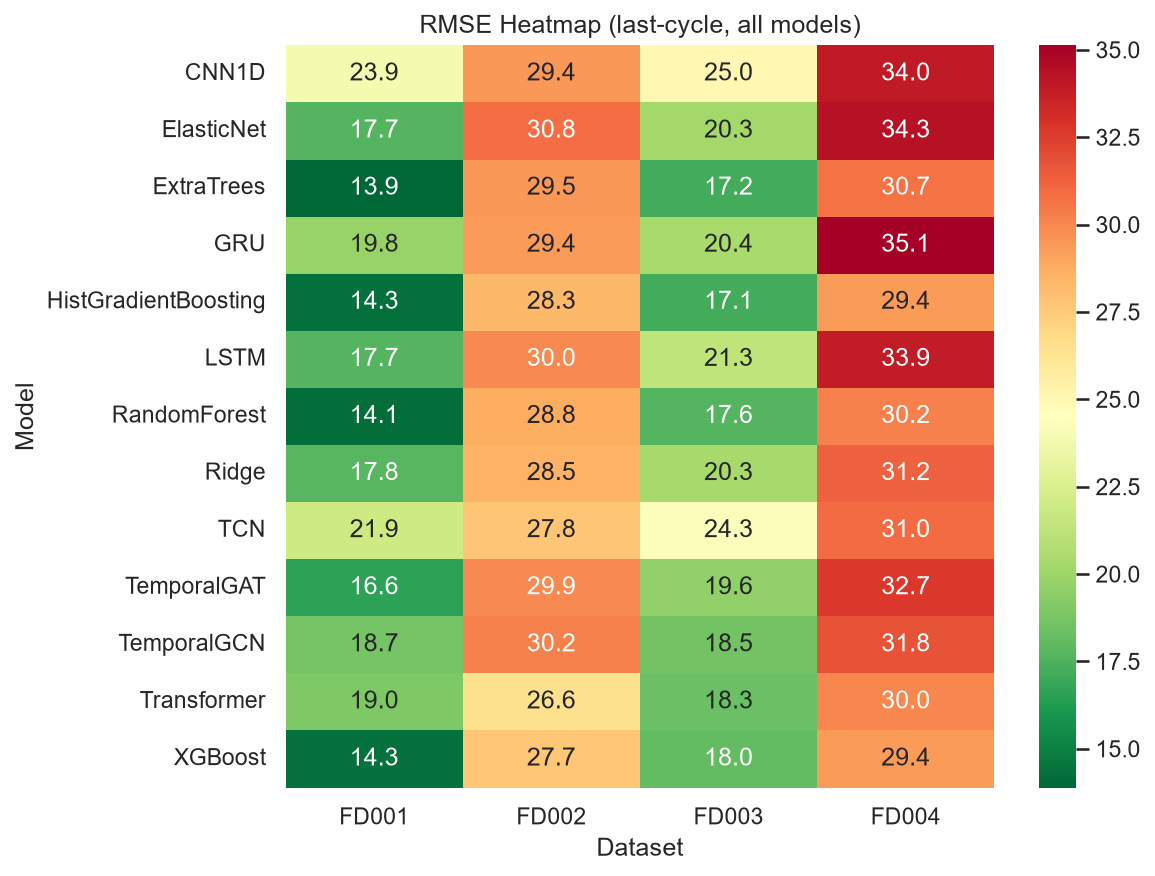 RMSE Heatmap (last-cycle, all models)
Model
CNN1D 23.9 29.4 25.0 34.0
ElasticNet 17.7 30.8 20.3 34.3
ExtraTrees 13.9 29.5 17.2 30.7
GRU 19.8 29.4 20.4 35.1
HistGradientBoosting 14.3 28.3 17.1 29.4
LSTM 17.7 30.0 21.3 33.9
RandomForest 14.1 28.8 17.6 30.2
Ridge 17.8 28.5 20.3 31.2
TCN 21.9 27.8 24.3 31.0
TemporalGAT 16.6 29.9 19.6 32.7
TemporalGCN 18.7 30.2 18.5 31.8
Transformer 19.0 26.6 18.3 30.0
XGBoost 14.3 27.7 18.0 29.4
FD001 FD002 FD003 FD004
Dataset
35.0
32.5
30.0
27.5
25.0
22.5
20.0
17.5
15.0